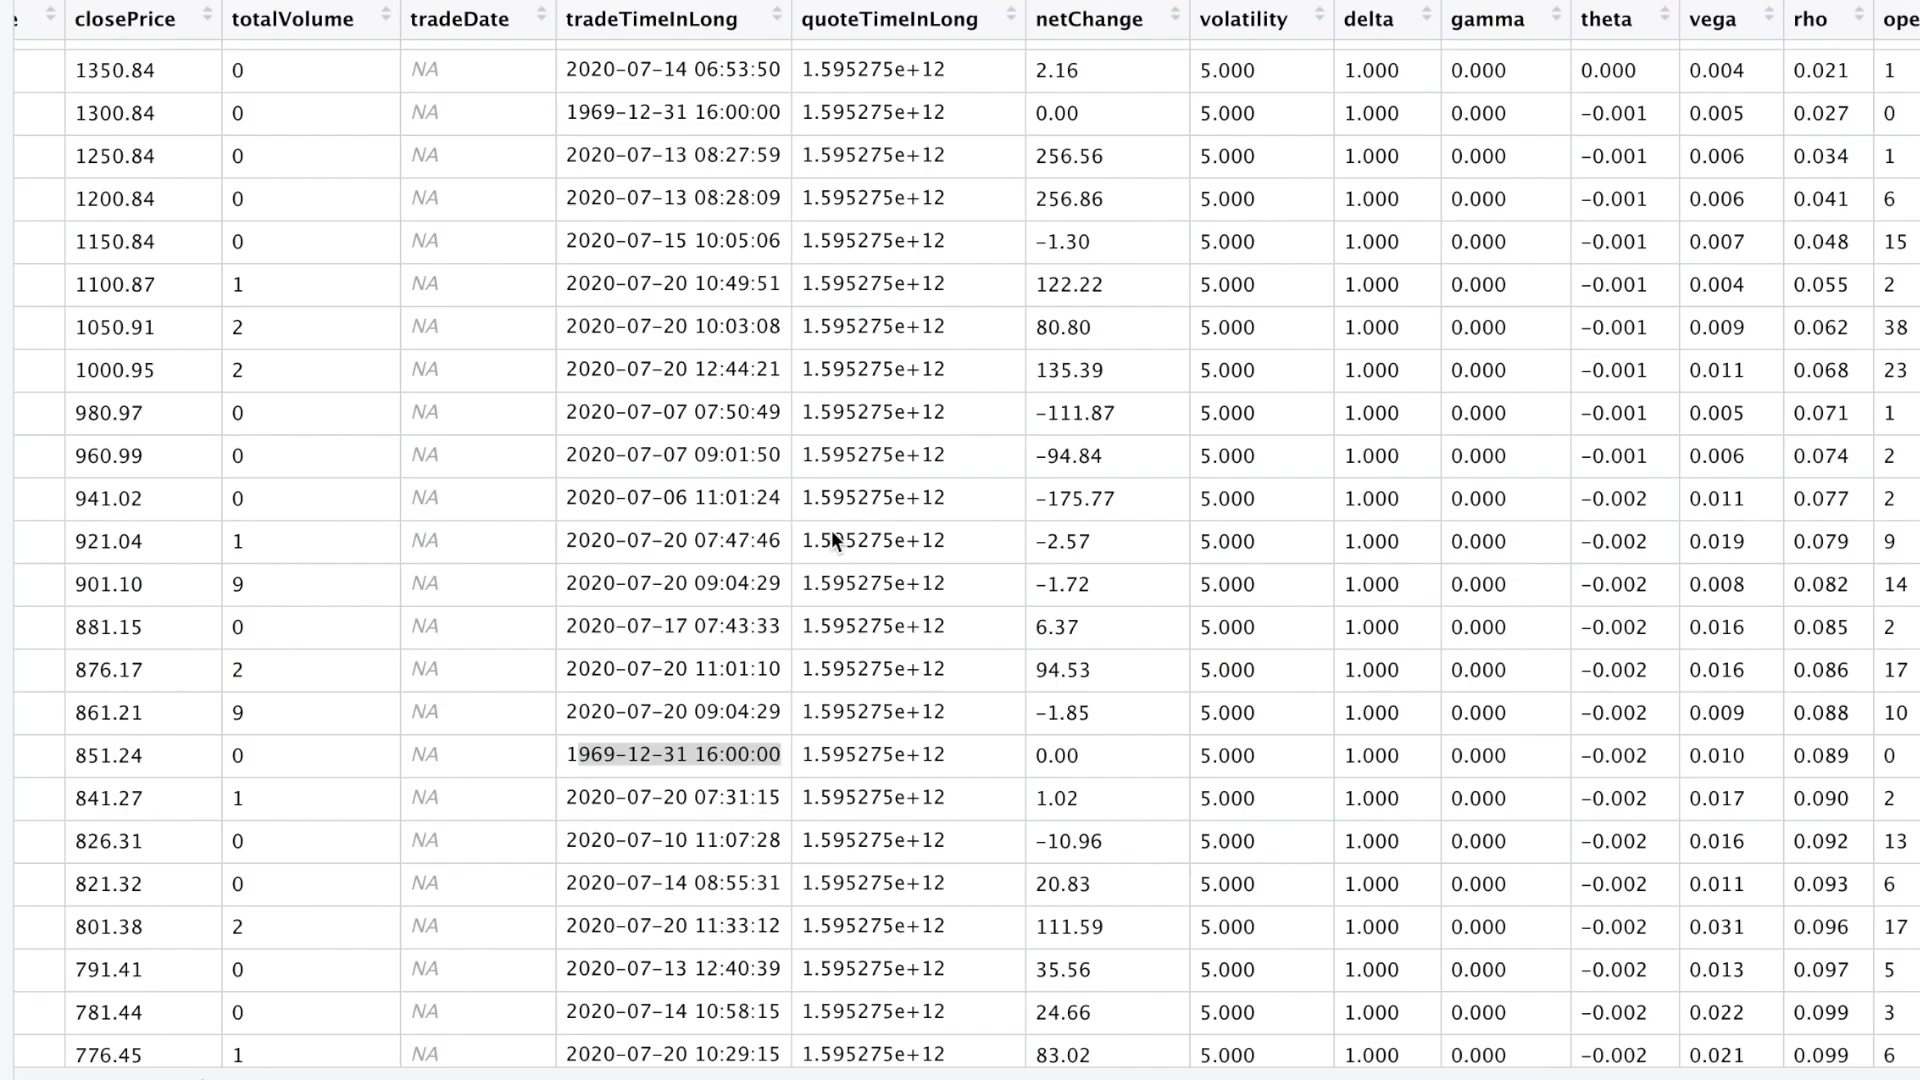 closePrice totalVolume tradeDate tradeTimeInLong quoteTimeInLong netChange volatility delta gamma theta vega rho ope
1350.84 0 NA 2020-07-14 06:53:50 1.595275e+12 2.16 5.000 1.000 0.000 0.000 0.004 0.021 1
1300.84 0 NA 1969-12-31 16:00:00 1.595275e+12 0.00 5.000 1.000 0.000 -0.001 0.005 0.027 0
1250.84 0 NA 2020-07-13 08:27:59 1.595275e+12 256.56 5.000 1.000 0.000 -0.001 0.006 0.034 1
1200.84 0 NA 2020-07-13 08:28:09 1.595275e+12 256.86 5.000 1.000 0.000 -0.001 0.006 0.041 6
1150.84 0 NA 2020-07-15 10:05:06 1.595275e+12 -1.30 5.000 1.000 0.000 -0.001 0.007 0.048 15
1100.87 1 NA 2020-07-20 10:49:51 1.595275e+12 122.22 5.000 1.000 0.000 -0.001 0.004 0.055 2
1050.91 2 NA 2020-07-20 10:03:08 1.595275e+12 80.80 5.000 1.000 0.000 -0.001 0.009 0.062 38
1000.95 2 NA 2020-07-20 12:44:21 1.595275e+12 135.39 5.000 1.000 0.000 -0.001 0.011 0.068 23
980.97 0 NA 2020-07-07 07:50:49 1.595275e+12 -111.87 5.000 1.000 0.000 -0.001 0.005 0.071 1
960.99 0 NA 2020-07-07 09:01:50 1.595275e+12 -94.84 5.000 1.000 0.000 -0.001 0.006 0.074 2
941.02 0 NA 2020-07-06 11:01:24 1.595275e+12 -175.77 5.000 1.000 0.000 -0.002 0.011 0.077 2
921.04 1 NA 2020-07-20 07:47:46 1.595275e+12 -2.57 5.000 1.000 0.000 -0.002 0.019 0.079 9
901.10 9 NA 2020-07-20 09:04:29 1.595275e+12 -1.72 5.000 1.000 0.000 -0.002 0.008 0.082 14
881.15 0 NA 2020-07-17 07:43:33 1.595275e+12 6.37 5.000 1.000 0.000 -0.002 0.016 0.085 2
876.17 2 NA 2020-07-20 11:01:10 1.595275e+12 94.53 5.000 1.000 0.000 -0.002 0.016 0.086 17
861.21 9 NA 2020-07-20 09:04:29 1.595275e+12 -1.85 5.000 1.000 0.000 -0.002 0.009 0.088 10
851.24 0 NA 1969-12-31 16:00:00 1.595275e+12 0.00 5.000 1.000 0.000 -0.002 0.010 0.089 0
841.27 1 NA 2020-07-20 07:31:15 1.595275e+12 1.02 5.000 1.000 0.000 -0.002 0.017 0.090 2
826.31 0 NA 2020-07-10 11:07:28 1.595275e+12 -10.96 5.000 1.000 0.000 -0.002 0.016 0.092 13
821.32 0 NA 2020-07-14 08:55:31 1.595275e+12 20.83 5.000 1.000 0.000 -0.002 0.011 0.093 6
801.38 2 NA 2020-07-20 11:33:12 1.595275e+12 111.59 5.000 1.000 0.000 -0.002 0.031 0.096 17
791.41 0 NA 2020-07-13 12:40:39 1.595275e+12 35.56 5.000 1.000 0.000 -0.002 0.013 0.097 5
781.44 0 NA 2020-07-14 10:58:15 1.595275e+12 24.66 5.000 1.000 0.000 -0.002 0.022 0.099 3
776.45 1 NA 2020-07-20 10:29:15 1.595275e+12 83.02 5.000 1.000 0.000 -0.002 0.021 0.099 6